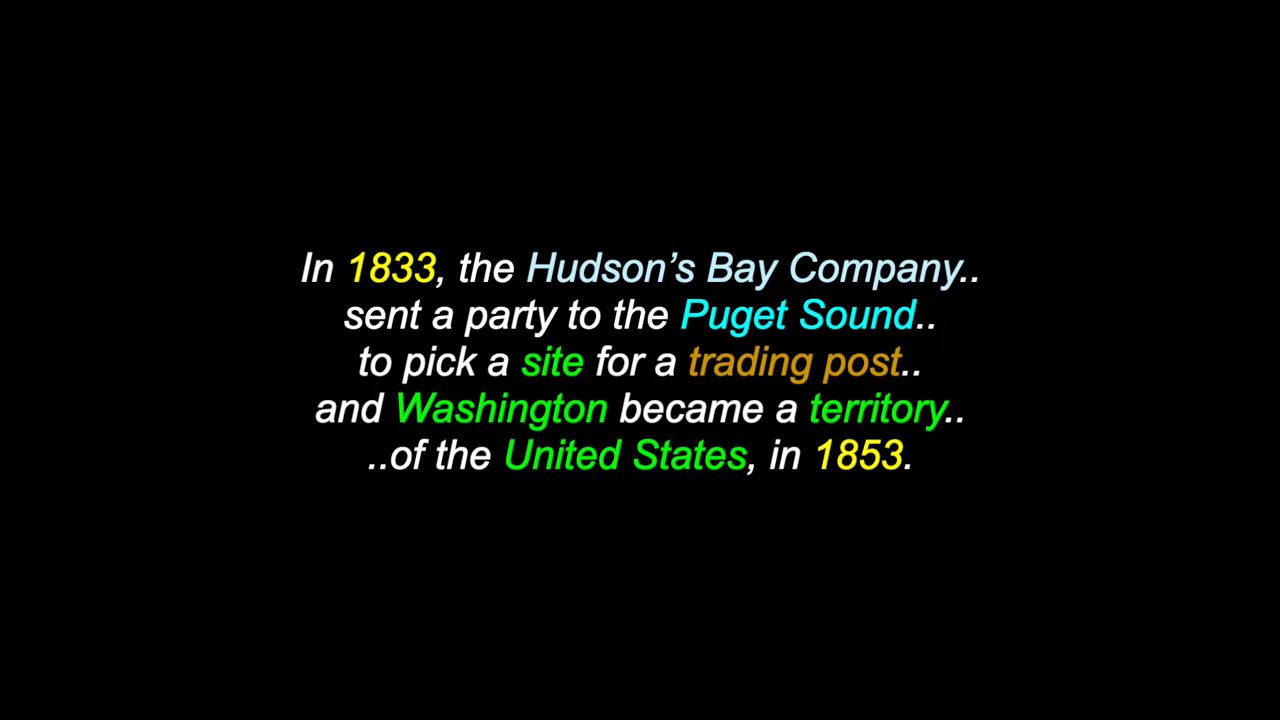 In 1833, the Hudson’s Bay Company..
sent a party to the Puget Sound..
to pick a site for a trading post..
and Washington became a territory..
..of the United States, in 1853.